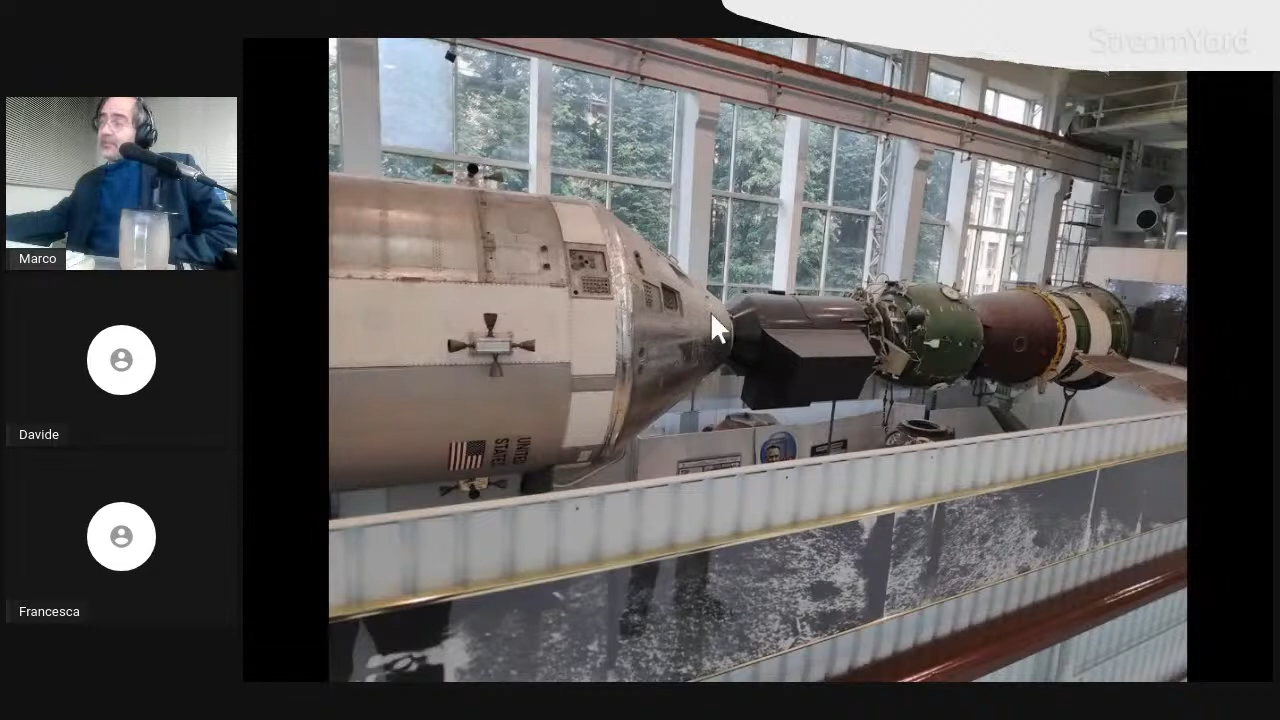 StreamYard
Marco
Davide
Francesca
UNITED
STATES